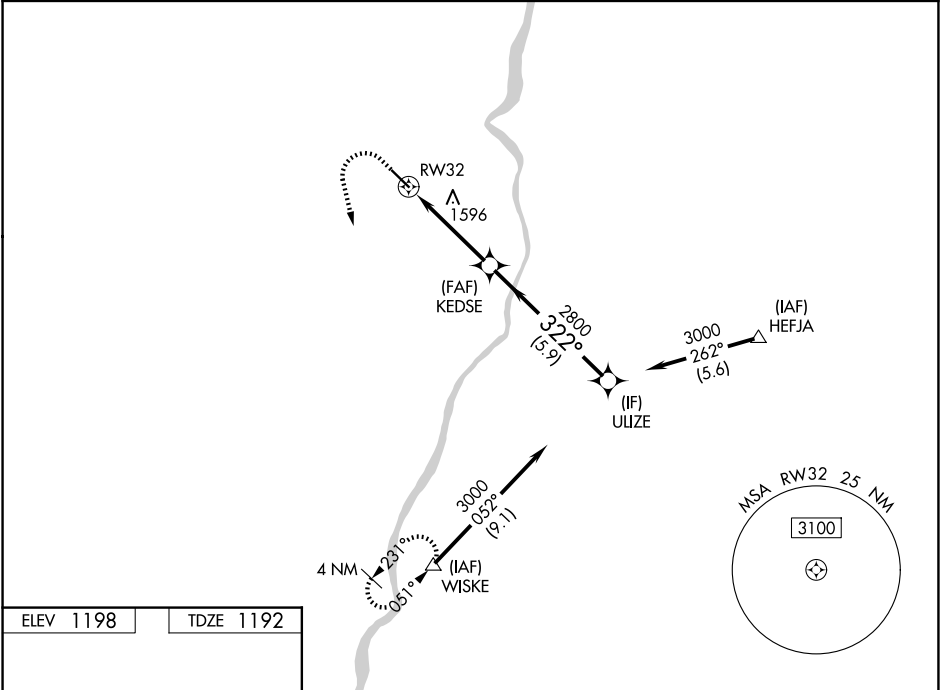 RW32
1596
(FAF)
KEDSE
2800
322°
(5.9)
(IAF)
HEFJA
3000
262°
(5.6)
(IF)
ULIZE
3000
052°
(9.1)
MSA RW32 25 NM
3100
4 NM
231°
051°
(IAF)
WISKE
ELEV 1198
TDZE 1192